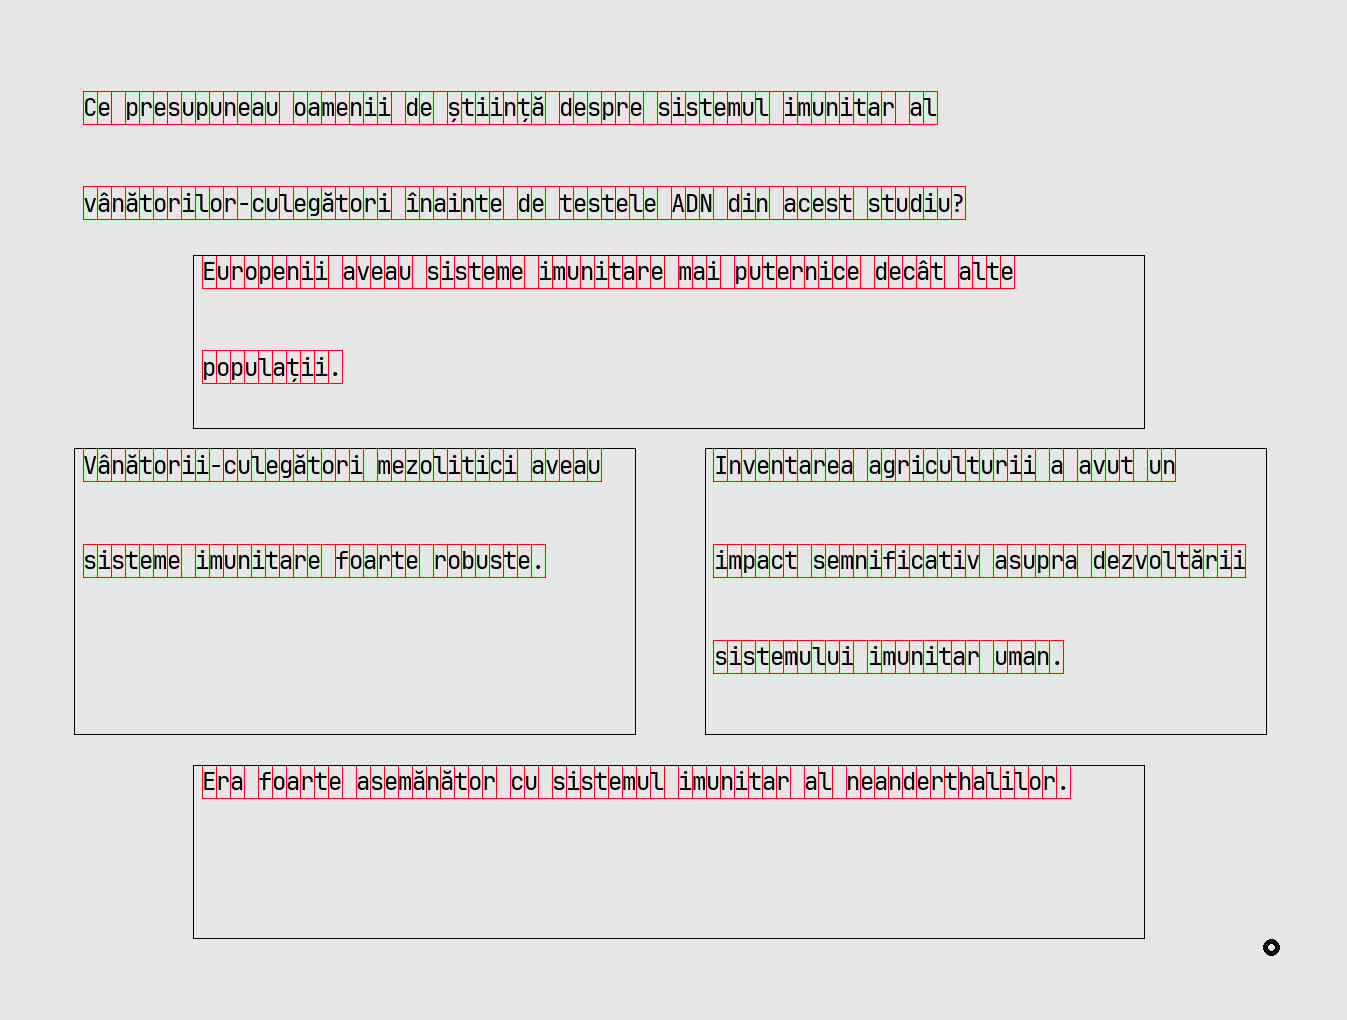 Ce presupuneau oamenii de știință despre sistemul imunitar al
vânătorilor-culegători înainte de testele ADN din acest studiu?
Europenii aveau sisteme imunitare mai puternice decât alte
populații.
Vânătorii-culegători mezolitici aveau
sisteme imunitare foarte robuste.
Inventarea agriculturii a avut un
impact semnificativ asupra dezvoltării
sistemului imunitar uman.
Era foarte asemănător cu sistemul imunitar al neanderthalilor.